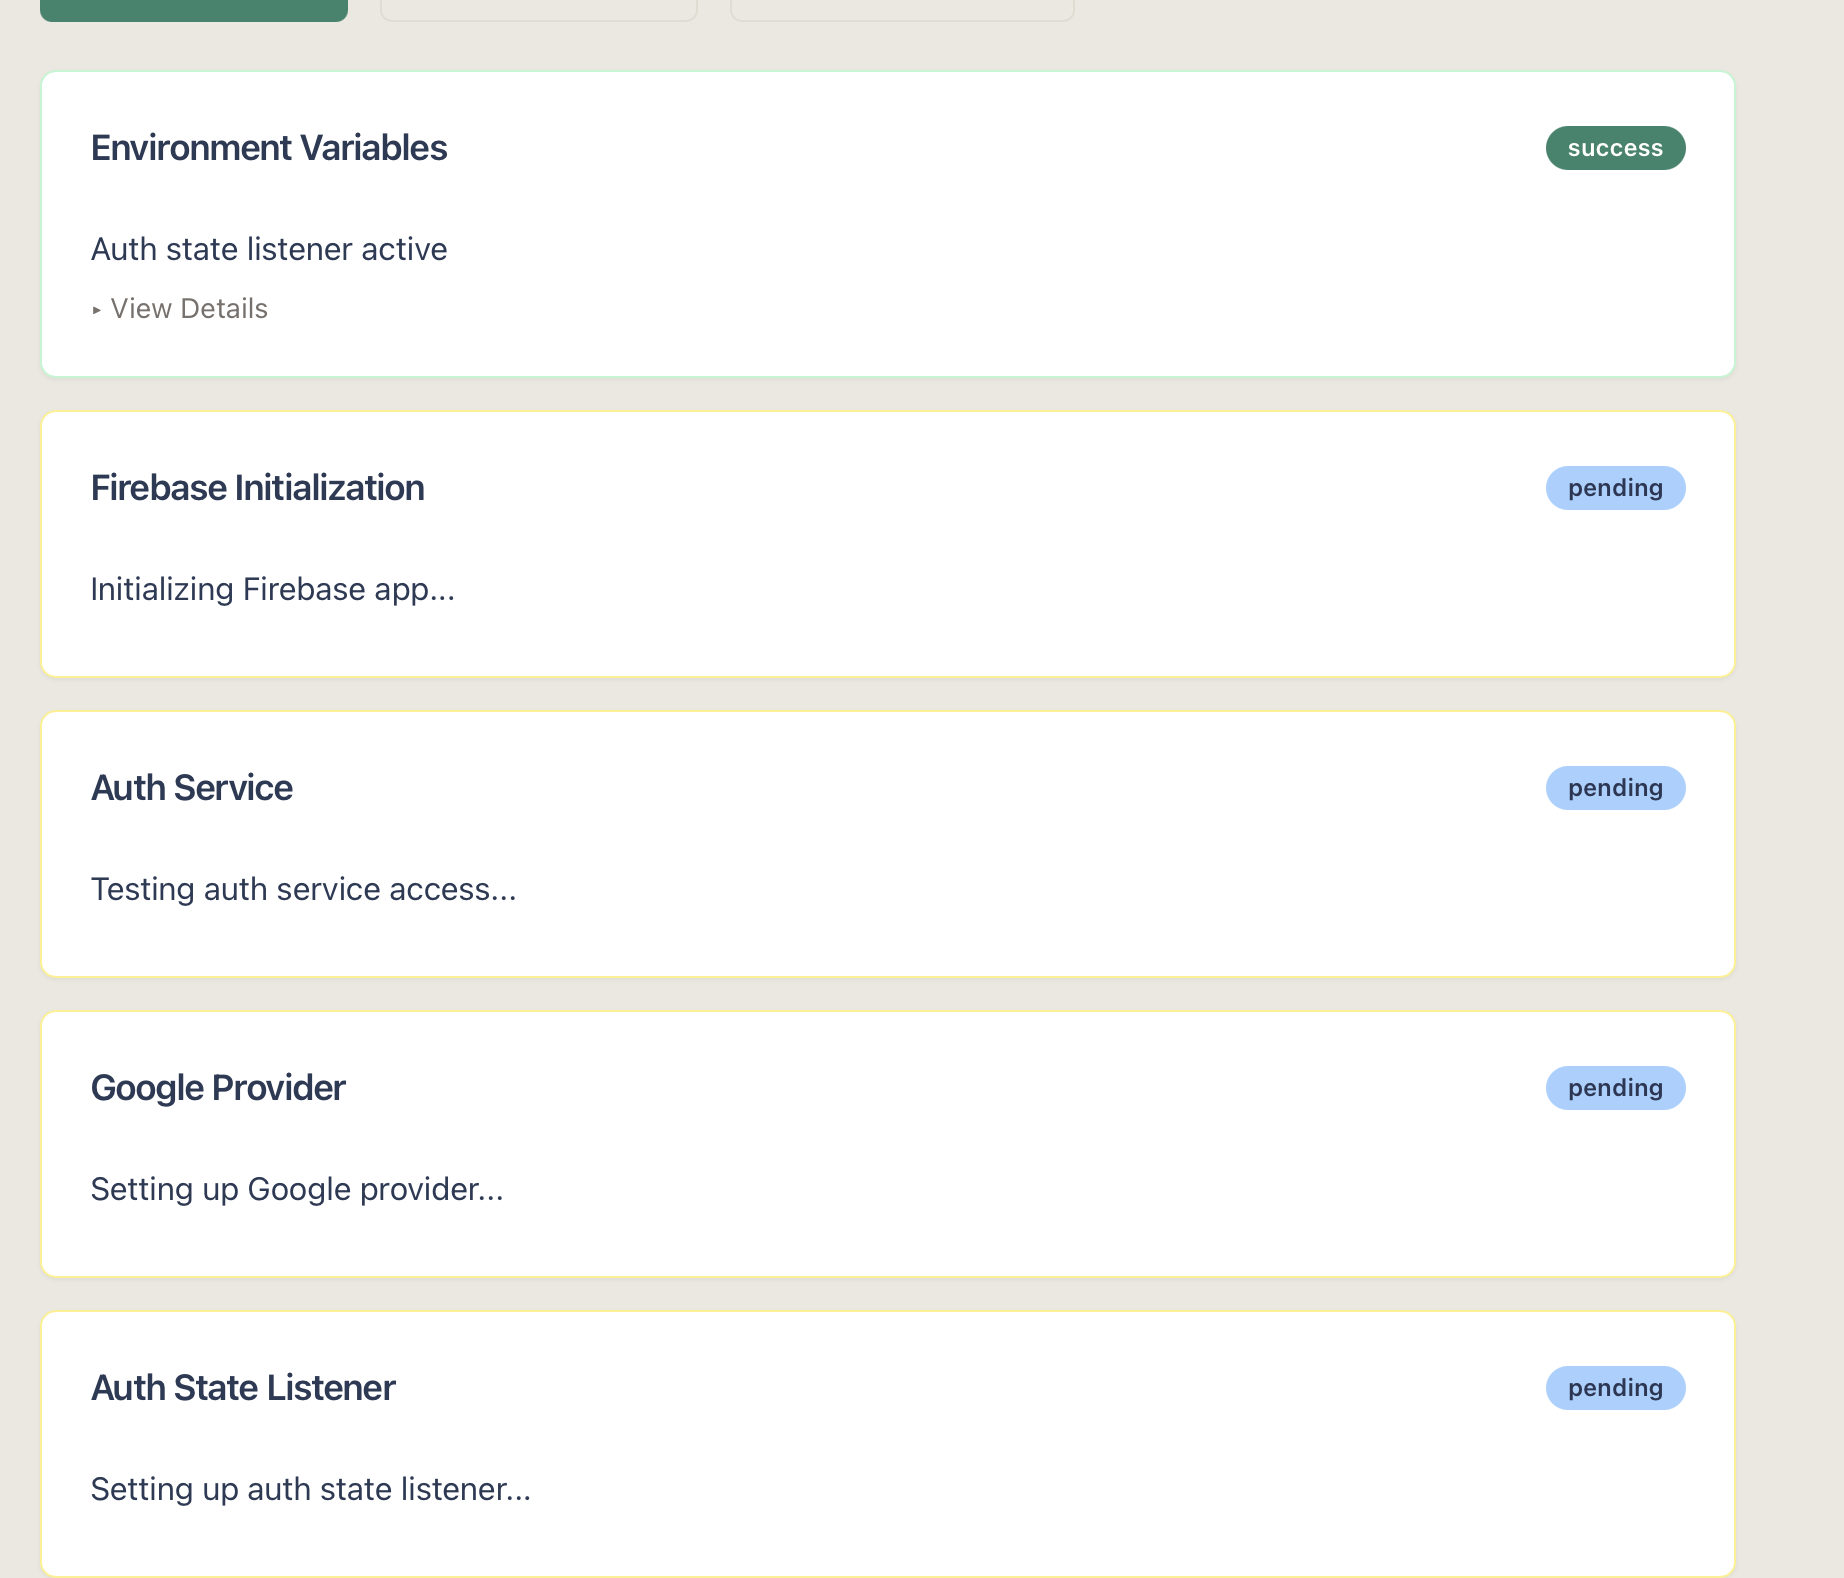 Environment Variables
success
Auth state listener active
▸ View Details
Firebase Initialization
pending
Initializing Firebase app...
Auth Service
pending
Testing auth service access...
Google Provider
pending
Setting up Google provider...
Auth State Listener
pending
Setting up auth state listener...